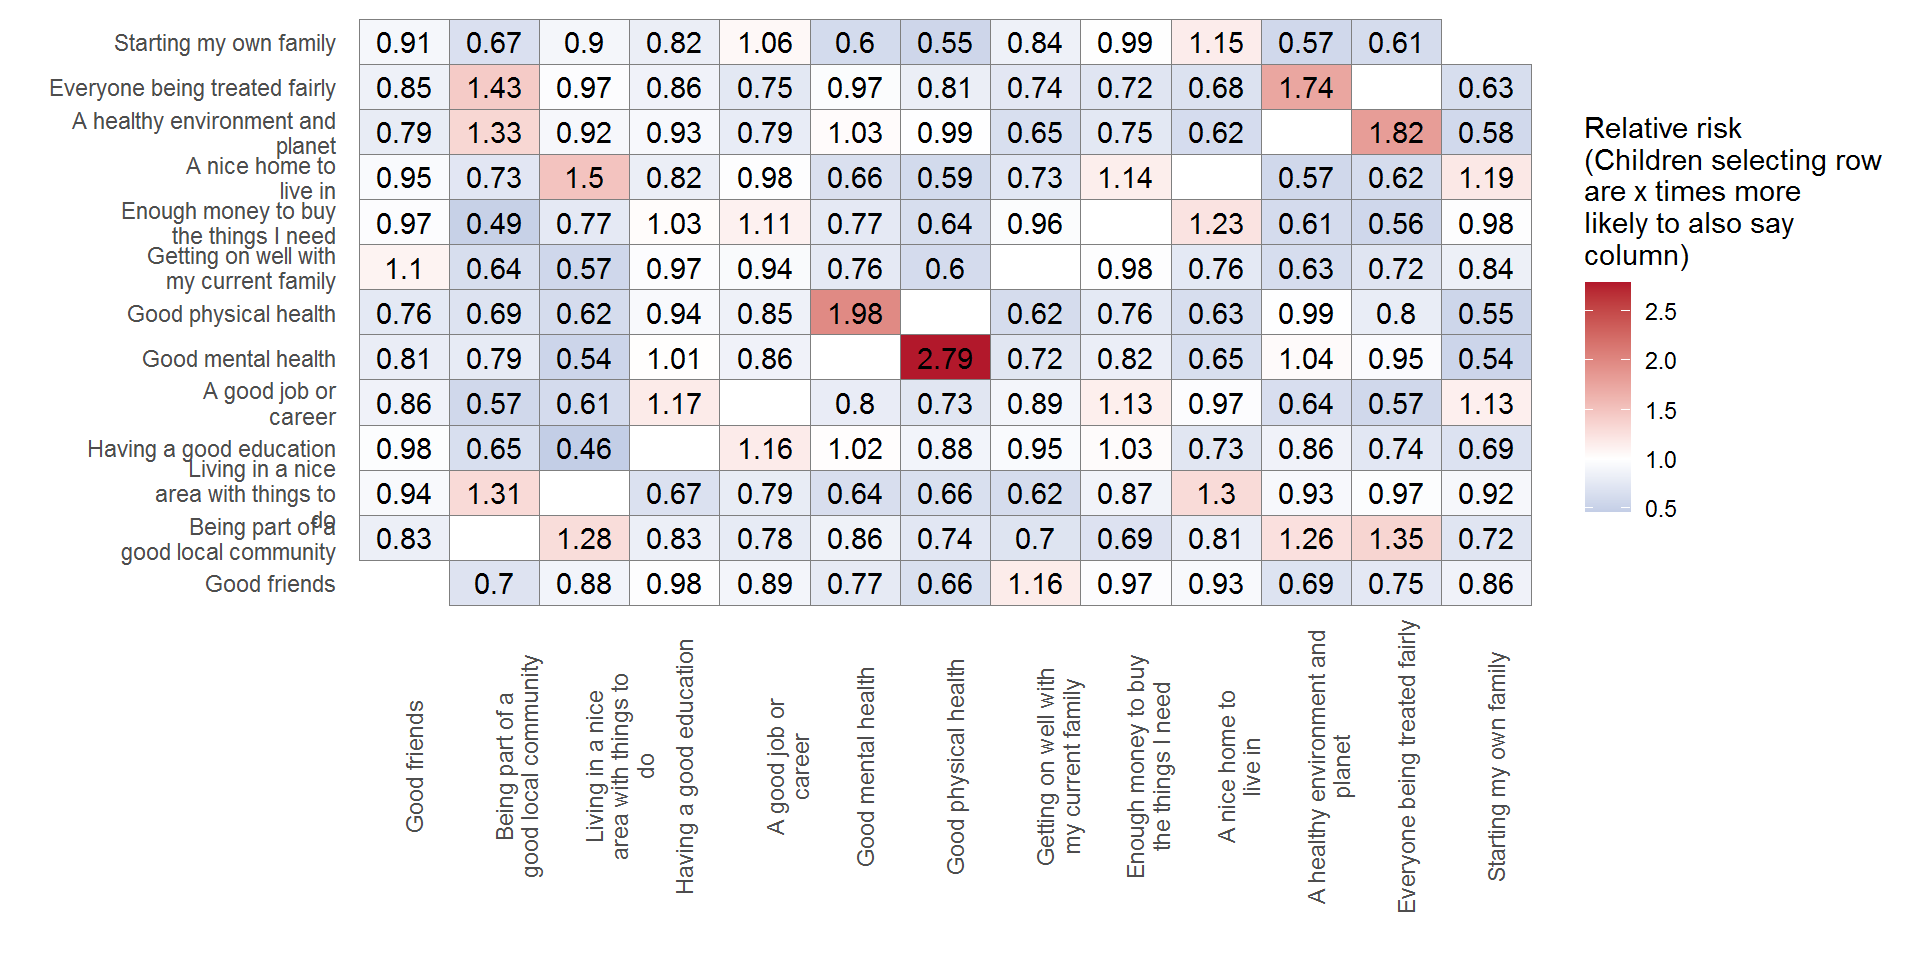 Starting my own family 0.91 0.67 0.9 0.82 1.06 0.6 0.55 0.84 0.99 1.15 0.57 0.61
Everyone being treated fairly 0.85 1.43 0.97 0.86 0.75 0.97 0.81 0.74 0.72 0.68 1.74 0.63
A healthy environment and
planet 0.79 1.33 0.92 0.93 0.79 1.03 0.99 0.65 0.75 0.62 1.82 0.58
A nice home to
live in 0.95 0.73 1.5 0.82 0.98 0.66 0.59 0.73 1.14 0.57 0.62 1.19
Enough money to buy
the things I need 0.97 0.49 0.77 1.03 1.11 0.77 0.64 0.96 1.23 0.61 0.56 0.98
Getting on well with
my current family 1.1 0.64 0.57 0.97 0.94 0.76 0.6 0.98 0.76 0.63 0.72 0.84
Good physical health 0.76 0.69 0.62 0.94 0.85 1.98 0.62 0.76 0.63 0.99 0.8 0.55
Good mental health 0.81 0.79 0.54 1.01 0.86 2.79 0.72 0.82 0.65 1.04 0.95 0.54
A good job or
career 0.86 0.57 0.61 1.17 0.8 0.73 0.89 1.13 0.97 0.64 0.57 1.13
Having a good education 0.98 0.65 0.46 1.16 1.02 0.88 0.95 1.03 0.73 0.86 0.74 0.69
Living in a nice
area with things to
do 0.94 1.31 0.67 0.79 0.64 0.66 0.62 0.87 1.3 0.93 0.97 0.92
Being part of a
good local community 0.83 1.28 0.83 0.78 0.86 0.74 0.7 0.69 0.81 1.26 1.35 0.72
Good friends 0.7 0.88 0.98 0.89 0.77 0.66 1.16 0.97 0.93 0.69 0.75 0.86
Good friends
Being part of a
good local community
Living in a nice
area with things to
do
Having a good education
A good job or
career
Good mental health
Good physical health
Getting on well with
my current family
Enough money to buy
the things I need
A nice home to
live in
A healthy environment and
planet
Everyone being treated fairly
Starting my own family
Relative risk
(Children selecting row
are x times more
likely to also say
column)
2.5
2.0
1.5
1.0
0.5